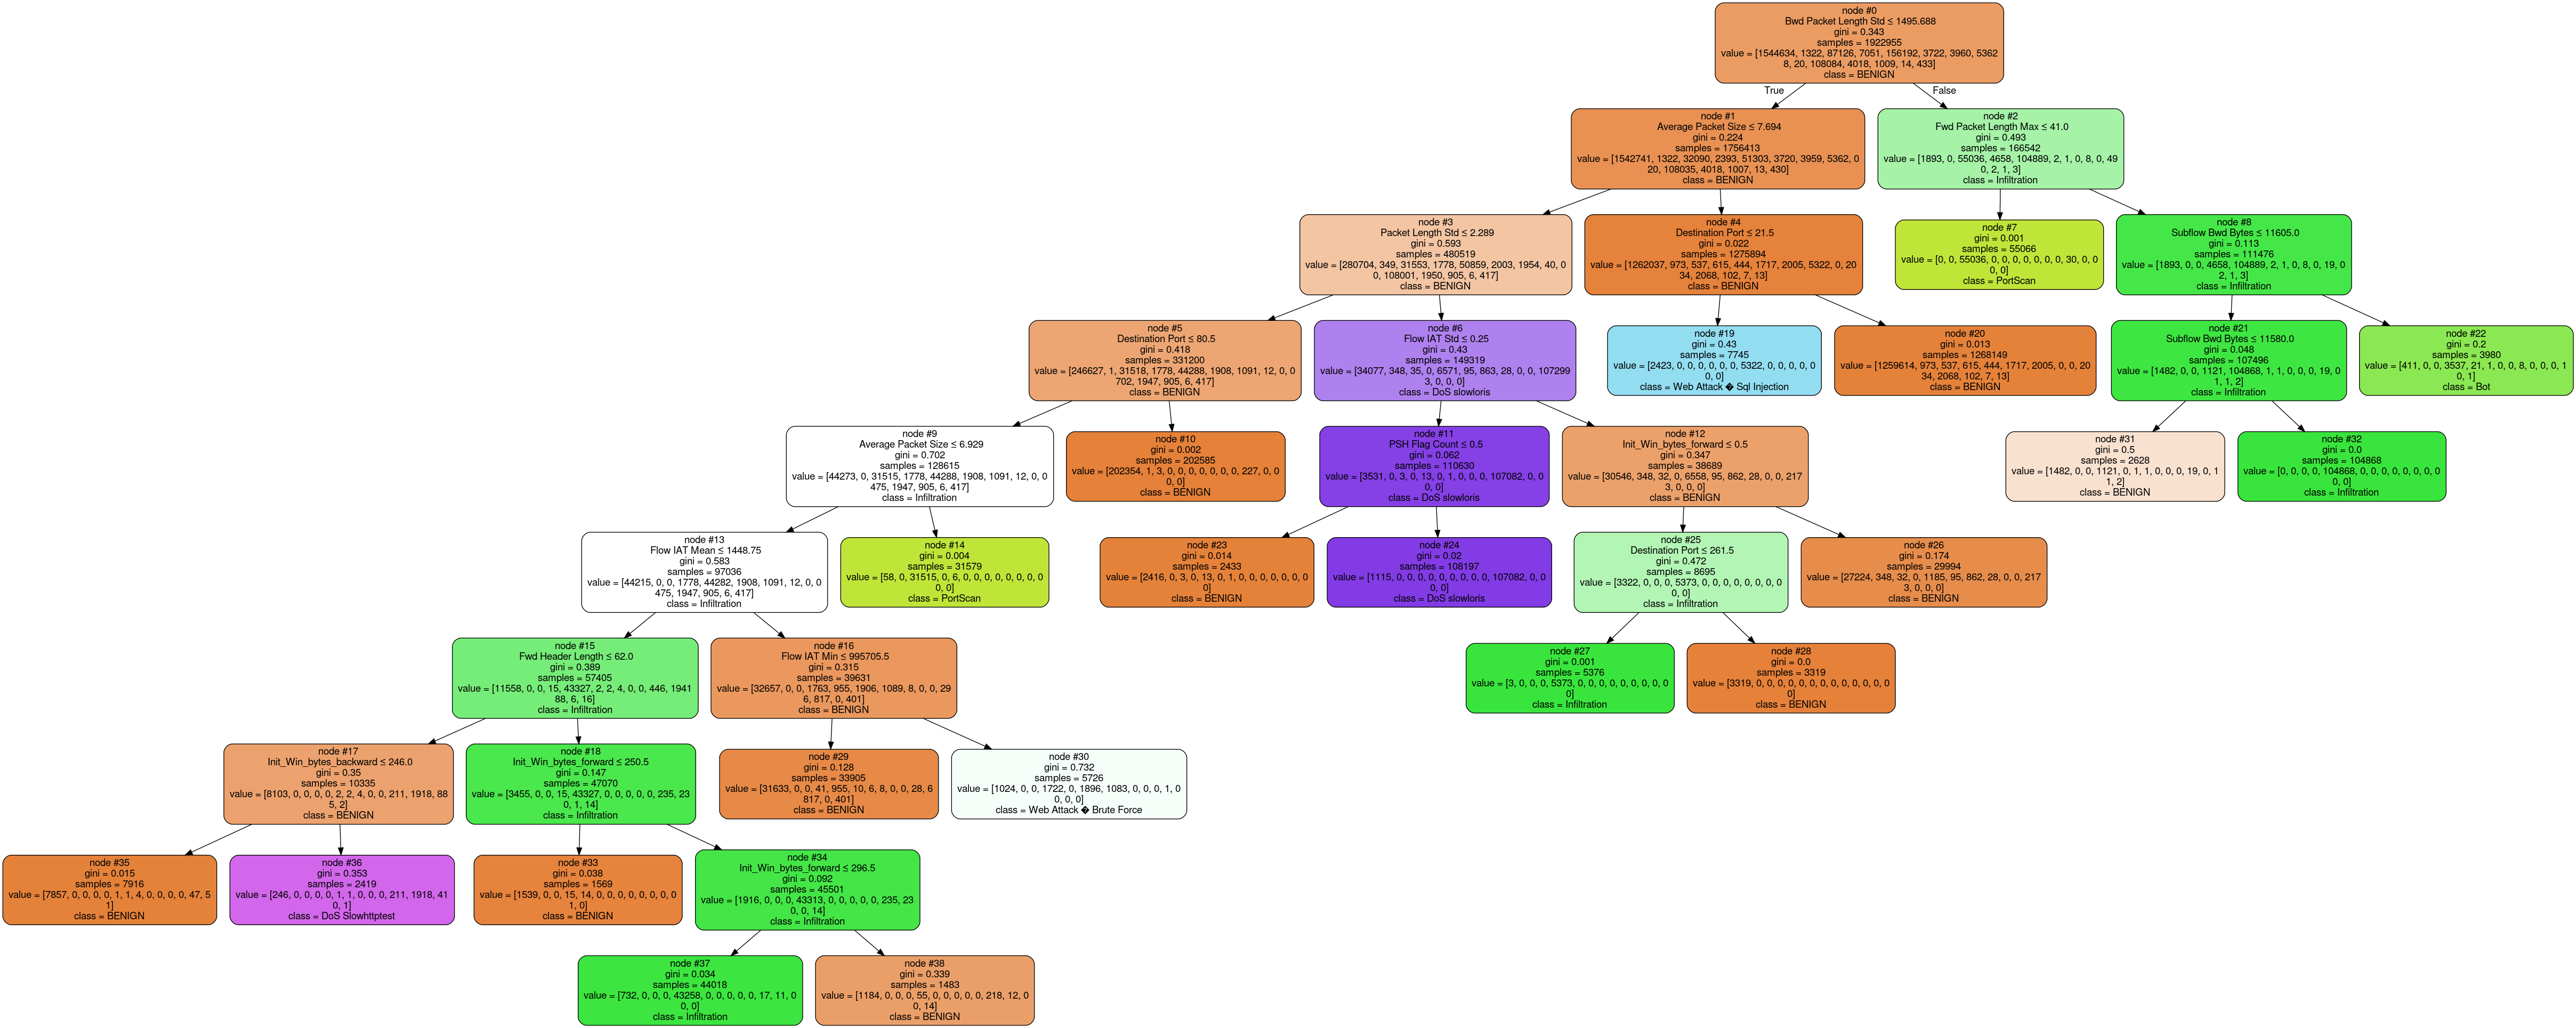 node #0
Bwd Packet Length Std ≤ 1495.688
gini = 0.343
samples = 1922955
value = [1544634, 1322, 87126, 7051, 156192, 3722, 3960, 5362
8, 20, 108084, 4018, 1009, 14, 433]
class = BENIGN
True
False
node #1
Average Packet Size ≤ 7.694
gini = 0.224
samples = 1756413
value = [1542741, 1322, 32090, 2393, 51303, 3720, 3959, 5362, 0
20, 108035, 4018, 1007, 13, 430]
class = BENIGN
node #2
Fwd Packet Length Max ≤ 41.0
gini = 0.493
samples = 166542
value = [1893, 0, 55036, 4658, 104889, 2, 1, 0, 8, 0, 49
0, 2, 1, 3]
class = Infiltration
node #3
Packet Length Std ≤ 2.289
gini = 0.593
samples = 480519
value = [280704, 349, 31553, 1778, 50859, 2003, 1954, 40, 0
0, 108001, 1950, 905, 6, 417]
class = BENIGN
node #4
Destination Port ≤ 21.5
gini = 0.022
samples = 1275894
value = [1262037, 973, 537, 615, 444, 1717, 2005, 5322, 0, 20
34, 2068, 102, 7, 13]
class = BENIGN
node #7
gini = 0.001
samples = 55066
value = [0, 0, 55036, 0, 0, 0, 0, 0, 0, 0, 30, 0, 0
0, 0]
class = PortScan
node #8
Subflow Bwd Bytes ≤ 11605.0
gini = 0.113
samples = 111476
value = [1893, 0, 0, 4658, 104889, 2, 1, 0, 8, 0, 19, 0
2, 1, 3]
class = Infiltration
node #5
Destination Port ≤ 80.5
gini = 0.418
samples = 331200
value = [246627, 1, 31518, 1778, 44288, 1908, 1091, 12, 0, 0
702, 1947, 905, 6, 417]
class = BENIGN
node #6
Flow IAT Std ≤ 0.25
gini = 0.43
samples = 149319
value = [34077, 348, 35, 0, 6571, 95, 863, 28, 0, 0, 107299
3, 0, 0, 0]
class = DoS slowloris
node #19
gini = 0.43
samples = 7745
value = [2423, 0, 0, 0, 0, 0, 0, 5322, 0, 0, 0, 0, 0
0, 0]
class = Web Attack � Sql Injection
node #20
gini = 0.013
samples = 1268149
value = [1259614, 973, 537, 615, 444, 1717, 2005, 0, 0, 20
34, 2068, 102, 7, 13]
class = BENIGN
node #21
Subflow Bwd Bytes ≤ 11580.0
gini = 0.048
samples = 107496
value = [1482, 0, 0, 1121, 104868, 1, 1, 0, 0, 0, 19, 0
1, 1, 2]
class = Infiltration
node #22
gini = 0.2
samples = 3980
value = [411, 0, 0, 3537, 21, 1, 0, 0, 8, 0, 0, 0, 1
0, 1]
class = Bot
node #9
Average Packet Size ≤ 6.929
gini = 0.702
samples = 128615
value = [44273, 0, 31515, 1778, 44288, 1908, 1091, 12, 0, 0
475, 1947, 905, 6, 417]
class = Infiltration
node #10
gini = 0.002
samples = 202585
value = [202354, 1, 3, 0, 0, 0, 0, 0, 0, 0, 227, 0, 0
0, 0]
class = BENIGN
node #11
PSH Flag Count ≤ 0.5
gini = 0.062
samples = 110630
value = [3531, 0, 3, 0, 13, 0, 1, 0, 0, 0, 107082, 0, 0
0, 0]
class = DoS slowloris
node #12
Init_Win_bytes_forward ≤ 0.5
gini = 0.347
samples = 38689
value = [30546, 348, 32, 0, 6558, 95, 862, 28, 0, 0, 217
3, 0, 0, 0]
class = BENIGN
node #31
gini = 0.5
samples = 2628
value = [1482, 0, 0, 1121, 0, 1, 1, 0, 0, 0, 19, 0, 1
1, 2]
class = BENIGN
node #32
gini = 0.0
samples = 104868
value = [0, 0, 0, 0, 104868, 0, 0, 0, 0, 0, 0, 0, 0
0, 0]
class = Infiltration
node #13
Flow IAT Mean ≤ 1448.75
gini = 0.583
samples = 97036
value = [44215, 0, 0, 1778, 44282, 1908, 1091, 12, 0, 0
475, 1947, 905, 6, 417]
class = Infiltration
node #14
gini = 0.004
samples = 31579
value = [58, 0, 31515, 0, 6, 0, 0, 0, 0, 0, 0, 0, 0
0, 0]
class = PortScan
node #23
gini = 0.014
samples = 2433
value = [2416, 0, 3, 0, 13, 0, 1, 0, 0, 0, 0, 0, 0, 0
0]
class = BENIGN
node #24
gini = 0.02
samples = 108197
value = [1115, 0, 0, 0, 0, 0, 0, 0, 0, 0, 107082, 0, 0
0, 0]
class = DoS slowloris
node #25
Destination Port ≤ 261.5
gini = 0.472
samples = 8695
value = [3322, 0, 0, 0, 5373, 0, 0, 0, 0, 0, 0, 0, 0
0, 0]
class = Infiltration
node #26
gini = 0.174
samples = 29994
value = [27224, 348, 32, 0, 1185, 95, 862, 28, 0, 0, 217
3, 0, 0, 0]
class = BENIGN
node #15
Fwd Header Length ≤ 62.0
gini = 0.389
samples = 57405
value = [11558, 0, 0, 15, 43327, 2, 2, 4, 0, 0, 446, 1941
88, 6, 16]
class = Infiltration
node #16
Flow IAT Min ≤ 995705.5
gini = 0.315
samples = 39631
value = [32657, 0, 0, 1763, 955, 1906, 1089, 8, 0, 0, 29
6, 817, 0, 401]
class = BENIGN
node #27
gini = 0.001
samples = 5376
value = [3, 0, 0, 0, 5373, 0, 0, 0, 0, 0, 0, 0, 0, 0
0]
class = Infiltration
node #28
gini = 0.0
samples = 3319
value = [3319, 0, 0, 0, 0, 0, 0, 0, 0, 0, 0, 0, 0, 0
0]
class = BENIGN
node #17
Init_Win_bytes_backward ≤ 246.0
gini = 0.35
samples = 10335
value = [8103, 0, 0, 0, 0, 2, 2, 4, 0, 0, 211, 1918, 88
5, 2]
class = BENIGN
node #18
Init_Win_bytes_forward ≤ 250.5
gini = 0.147
samples = 47070
value = [3455, 0, 0, 15, 43327, 0, 0, 0, 0, 0, 235, 23
0, 1, 14]
class = Infiltration
node #29
gini = 0.128
samples = 33905
value = [31633, 0, 0, 41, 955, 10, 6, 8, 0, 0, 28, 6
817, 0, 401]
class = BENIGN
node #30
gini = 0.732
samples = 5726
value = [1024, 0, 0, 1722, 0, 1896, 1083, 0, 0, 0, 1, 0
0, 0, 0]
class = Web Attack � Brute Force
node #35
gini = 0.015
samples = 7916
value = [7857, 0, 0, 0, 0, 1, 1, 4, 0, 0, 0, 0, 47, 5
1]
class = BENIGN
node #36
gini = 0.353
samples = 2419
value = [246, 0, 0, 0, 0, 1, 1, 0, 0, 0, 211, 1918, 41
0, 1]
class = DoS Slowhttptest
node #33
gini = 0.038
samples = 1569
value = [1539, 0, 0, 15, 14, 0, 0, 0, 0, 0, 0, 0, 0
1, 0]
class = BENIGN
node #34
Init_Win_bytes_forward ≤ 296.5
gini = 0.092
samples = 45501
value = [1916, 0, 0, 0, 43313, 0, 0, 0, 0, 0, 235, 23
0, 0, 14]
class = Infiltration
node #37
gini = 0.034
samples = 44018
value = [732, 0, 0, 0, 43258, 0, 0, 0, 0, 0, 17, 11, 0
0, 0]
class = Infiltration
node #38
gini = 0.339
samples = 1483
value = [1184, 0, 0, 0, 55, 0, 0, 0, 0, 0, 218, 12, 0
0, 14]
class = BENIGN